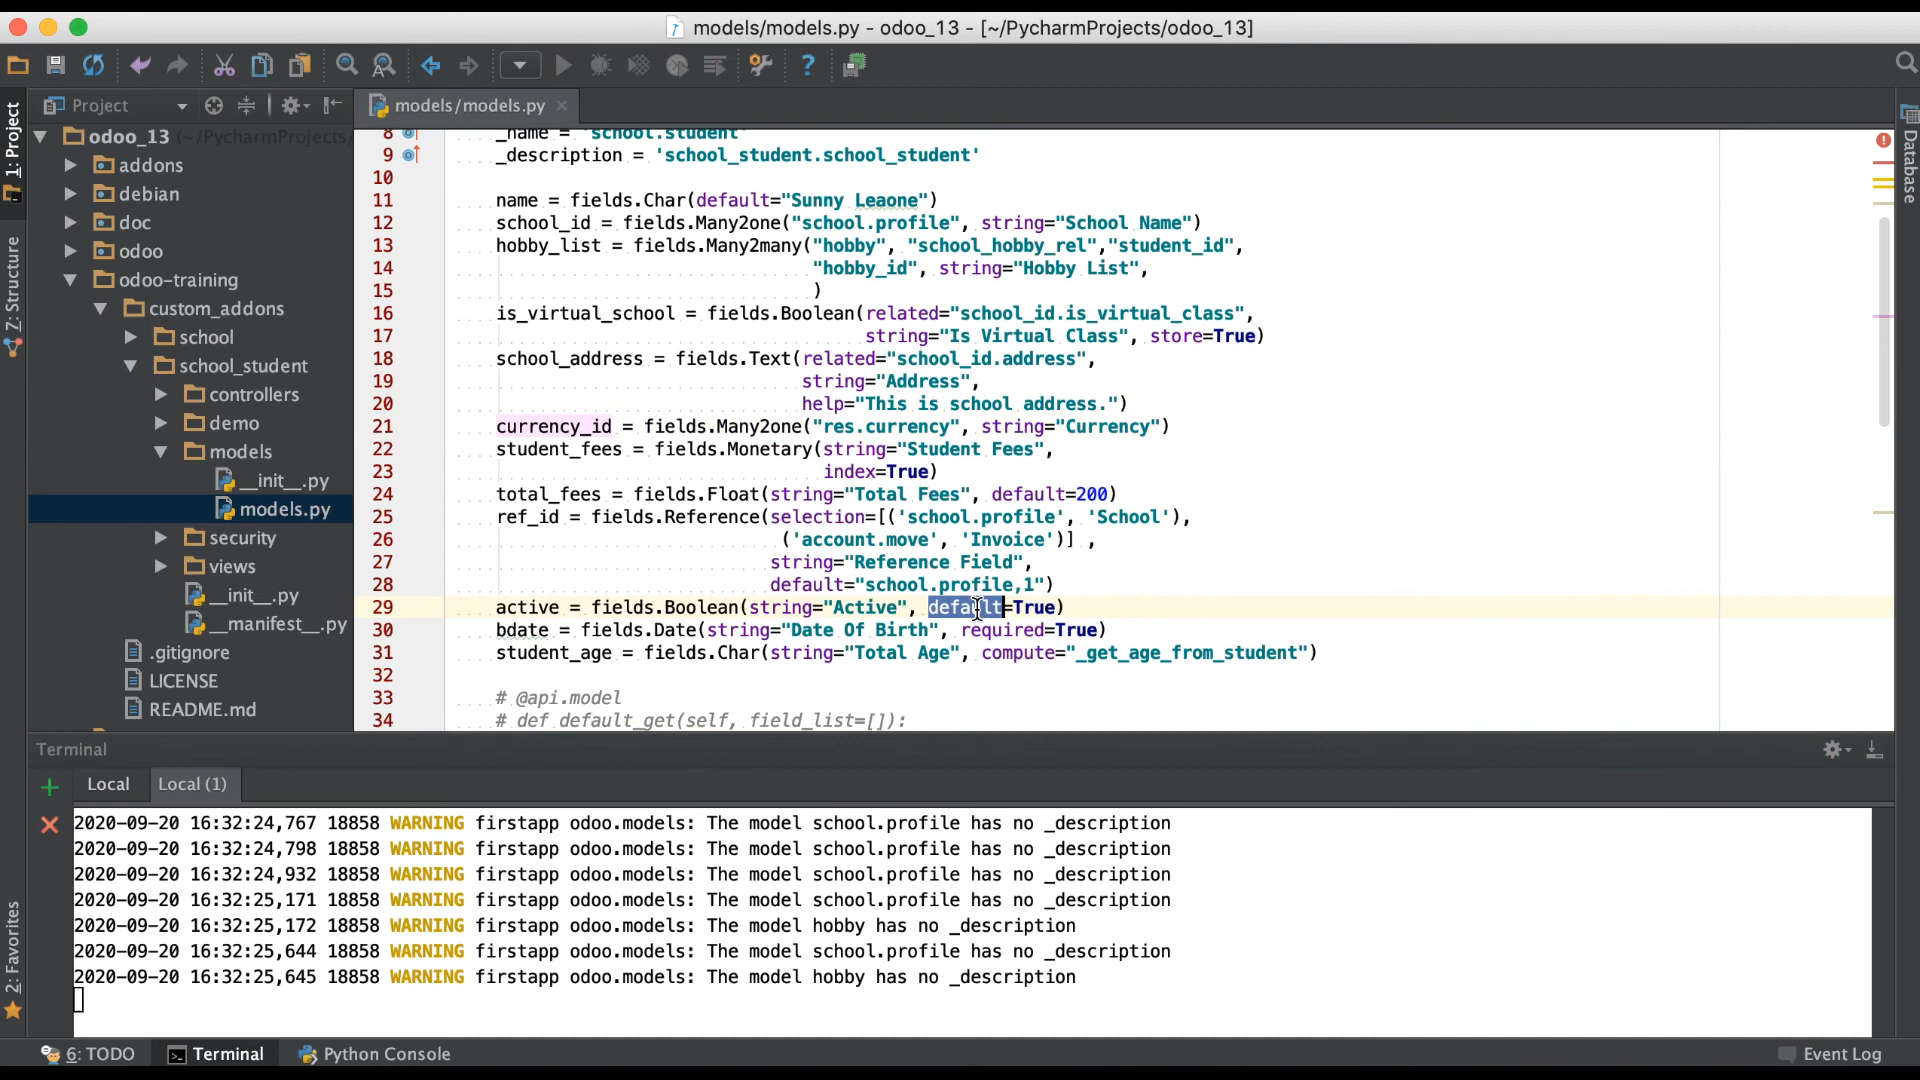 models/models.py - odoo_13 - [~/PycharmProjects/odoo_13]
Project
models/models.py
1: Project
7: Structure
2: Favorites
Database
odoo_13 (~/PycharmProjects
addons
debian
doc
odoo
odoo-training
custom_addons
school
school_student
controllers
demo
models
__init__.py
models.py
security
views
__init__.py
__manifest__.py
.gitignore
LICENSE
README.md
8 _name = 'school.student'
9 _description = 'school_student.school_student'
10
11 name = fields.Char(default="Sunny Leaone")
12 school_id = fields.Many2one("school.profile", string="School Name")
13 hobby_list = fields.Many2many("hobby", "school_hobby_rel","student_id",
14 "hobby_id", string="Hobby List",
15 )
16 is_virtual_school = fields.Boolean(related="school_id.is_virtual_class",
17 string="Is Virtual Class", store=True)
18 school_address = fields.Text(related="school_id.address",
19 string="Address",
20 help="This is school address.")
21 currency_id = fields.Many2one("res.currency", string="Currency")
22 student_fees = fields.Monetary(string="Student Fees",
23 index=True)
24 total_fees = fields.Float(string="Total Fees", default=200)
25 ref_id = fields.Reference(selection=[('school.profile', 'School'),
26 ('account.move', 'Invoice')] ,
27 string="Reference Field",
28 default="school.profile,1")
29 active = fields.Boolean(string="Active", default=True)
30 bdate = fields.Date(string="Date Of Birth", required=True)
31 student_age = fields.Char(string="Total Age", compute="_get_age_from_student")
32
33 # @api.model
34 # def default_get(self, field_list=[]):
Terminal
Local Local (1)
2020-09-20 16:32:24,767 18858 WARNING firstapp odoo.models: The model school.profile has no _description
2020-09-20 16:32:24,798 18858 WARNING firstapp odoo.models: The model school.profile has no _description
2020-09-20 16:32:24,932 18858 WARNING firstapp odoo.models: The model school.profile has no _description
2020-09-20 16:32:25,171 18858 WARNING firstapp odoo.models: The model school.profile has no _description
2020-09-20 16:32:25,172 18858 WARNING firstapp odoo.models: The model hobby has no _description
2020-09-20 16:32:25,644 18858 WARNING firstapp odoo.models: The model school.profile has no _description
2020-09-20 16:32:25,645 18858 WARNING firstapp odoo.models: The model hobby has no _description
6: TODO Terminal Python Console Event Log